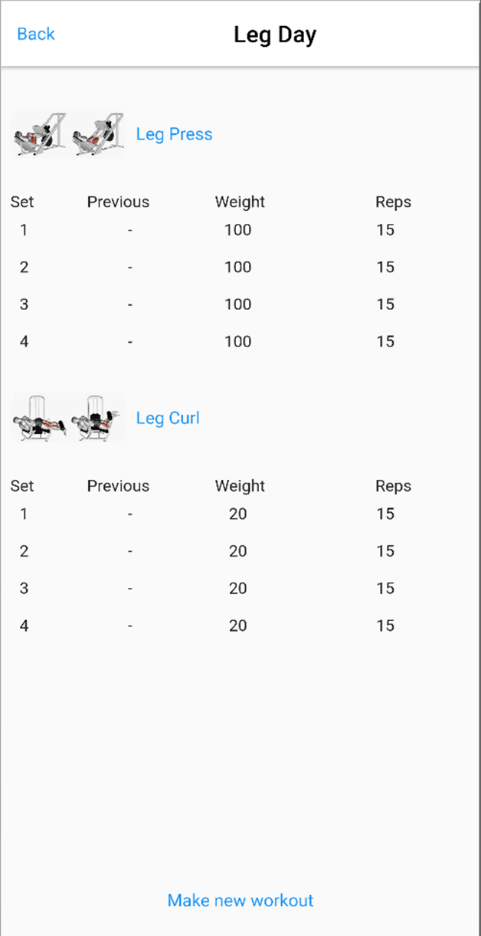 Back Leg Day
Leg Press
Set Previous Weight Reps
1 - 100 15
2 - 100 15
3 - 100 15
4 - 100 15
Leg Curl
Set Previous Weight Reps
1 - 20 15
2 - 20 15
3 - 20 15
4 - 20 15
Make new workout